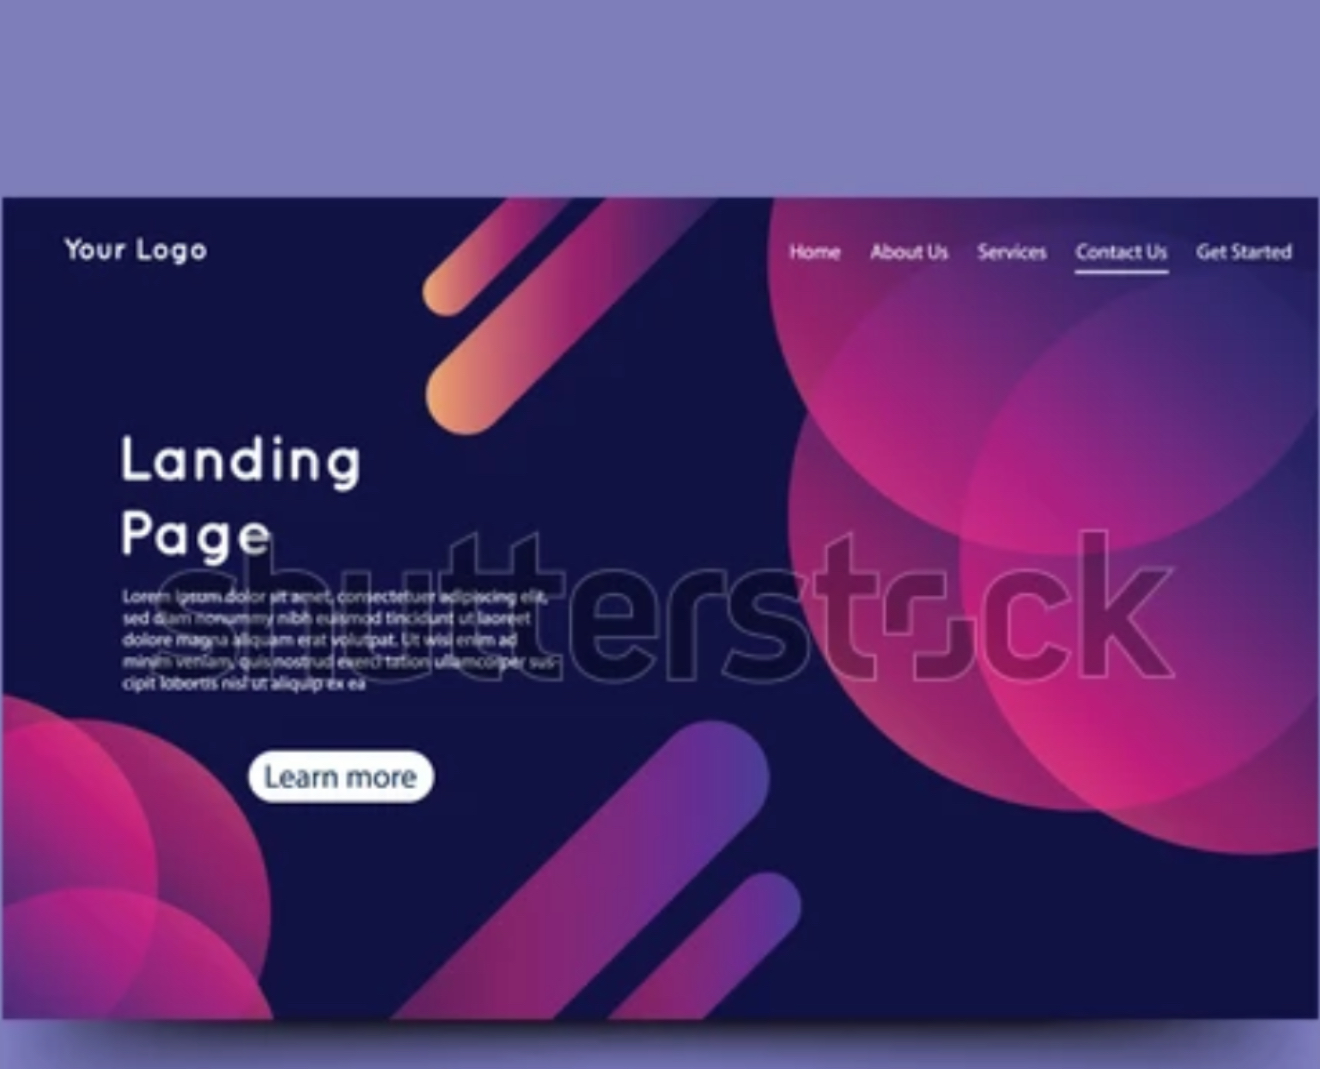 Your Logo
Home About Us Services Contact Us Get Started
Landing
Page
Lorem ipsum dolor sit amet, consectetuer adipiscing elit,
sed diam nonummy nibh euismod tincidunt ut laoreet
dolore magna aliquam erat volutpat. Ut wisi enim ad
minim veniam, quis nostrud exerci tation ullamcorper sus-
cipit lobortis nisl ut aliquip ex ea
shutterstock
Learn more